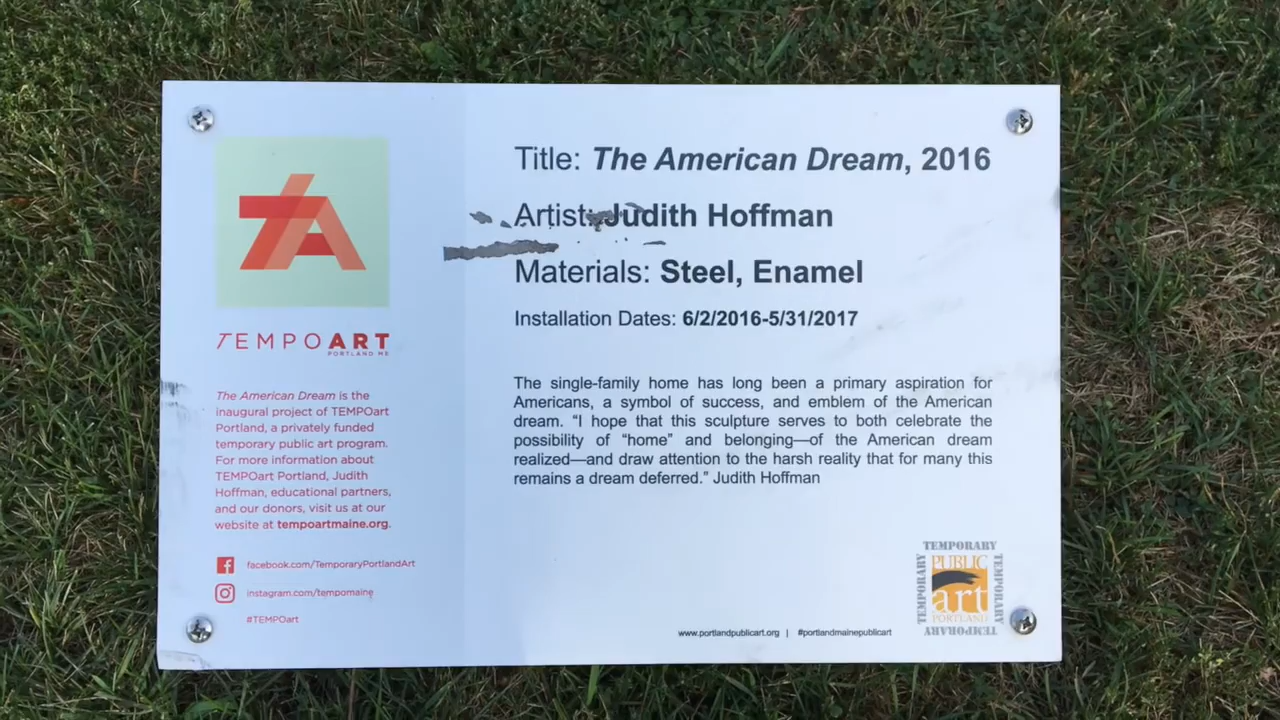 TA
TEMPOART
PORTLAND ME
The American Dream is the
inaugural project of TEMPOart
Portland, a privately funded
temporary public art program.
For more information about
TEMPOart Portland, Judith
Hoffman, educational partners,
and our donors, visit us at our
website at tempoartmaine.org.
facebook.com/TemporaryPortlandArt
instagram.com/tempomaine
#TEMPOart
Title: The American Dream, 2016
Artist: Judith Hoffman
Materials: Steel, Enamel
Installation Dates: 6/2/2016-5/31/2017
The single-family home has long been a primary aspiration for
Americans, a symbol of success, and emblem of the American
dream. “I hope that this sculpture serves to both celebrate the
possibility of “home” and belonging—of the American dream
realized—and draw attention to the harsh reality that for many this
remains a dream deferred.” Judith Hoffman
www.portlandpublicart.org | #portlandmainepublicart
TEMPORARY
TEMPORARY
PUBLIC
art
PORTLAND
TEMPORARY
TEMPORARY